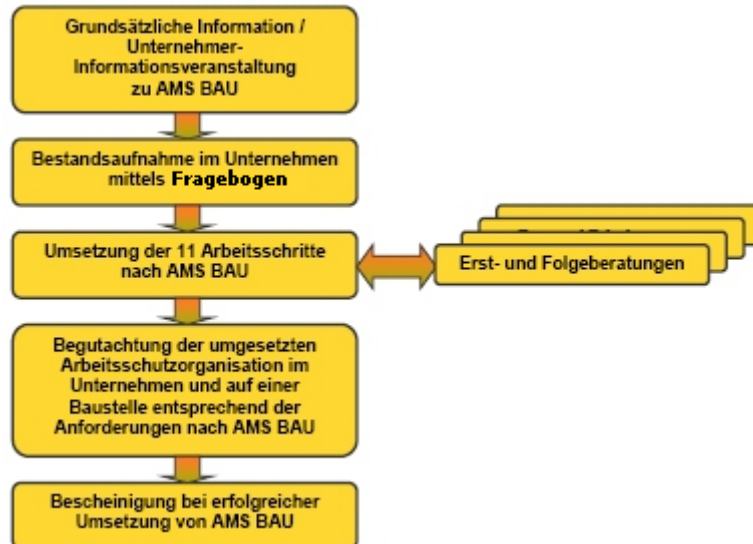 Grundsätzliche Information /
Unternehmer-
Informationsveranstaltung
zu AMS BAU
Bestandsaufnahme im Unternehmen
mittels Fragebogen
Umsetzung der 11 Arbeitsschritte
nach AMS BAU
Erst- und Folgeberatungen
Begutachtung der umgesetzten
Arbeitsschutzorganisation im
Unternehmen und auf einer
Baustelle entsprechend der
Anforderungen nach AMS BAU
Bescheinigung bei erfolgreicher
Umsetzung von AMS BAU